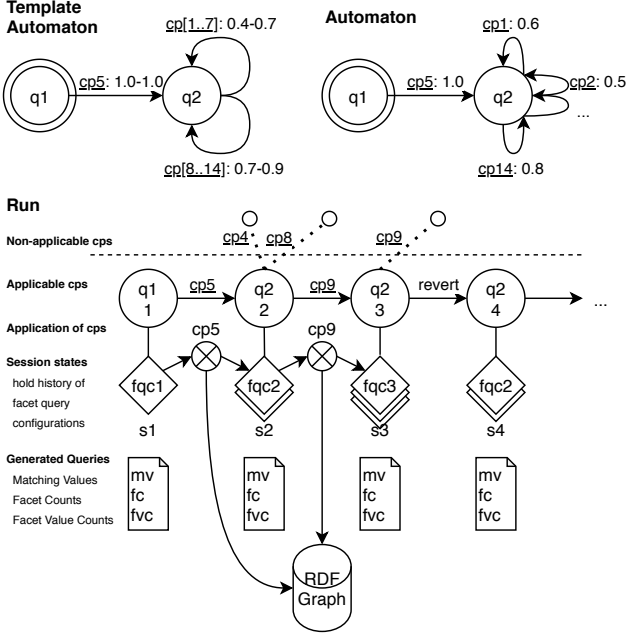 Template
Automaton
cp[1..7]: 0.4-0.7
q1
cp5: 1.0-1.0
q2
cp[8..14]: 0.7-0.9
Automaton
cp1: 0.6
q1
cp5: 1.0
q2
cp2: 0.5
...
cp14: 0.8
Run
Non-applicable cps
cp4
cp8
cp9
Applicable cps
q1
1
cp5
q2
2
cp9
q2
3
revert
q2
4
...
Application of cps
cp5
cp9
Session states
hold history of
facet query
configurations
fqc1
fqc2
fqc3
fqc2
s1
s2
s3
s4
Generated Queries
Matching Values
Facet Counts
Facet Value Counts
mv
fc
fvc
mv
fc
fvc
mv
fc
fvc
mv
fc
fvc
RDF
Graph